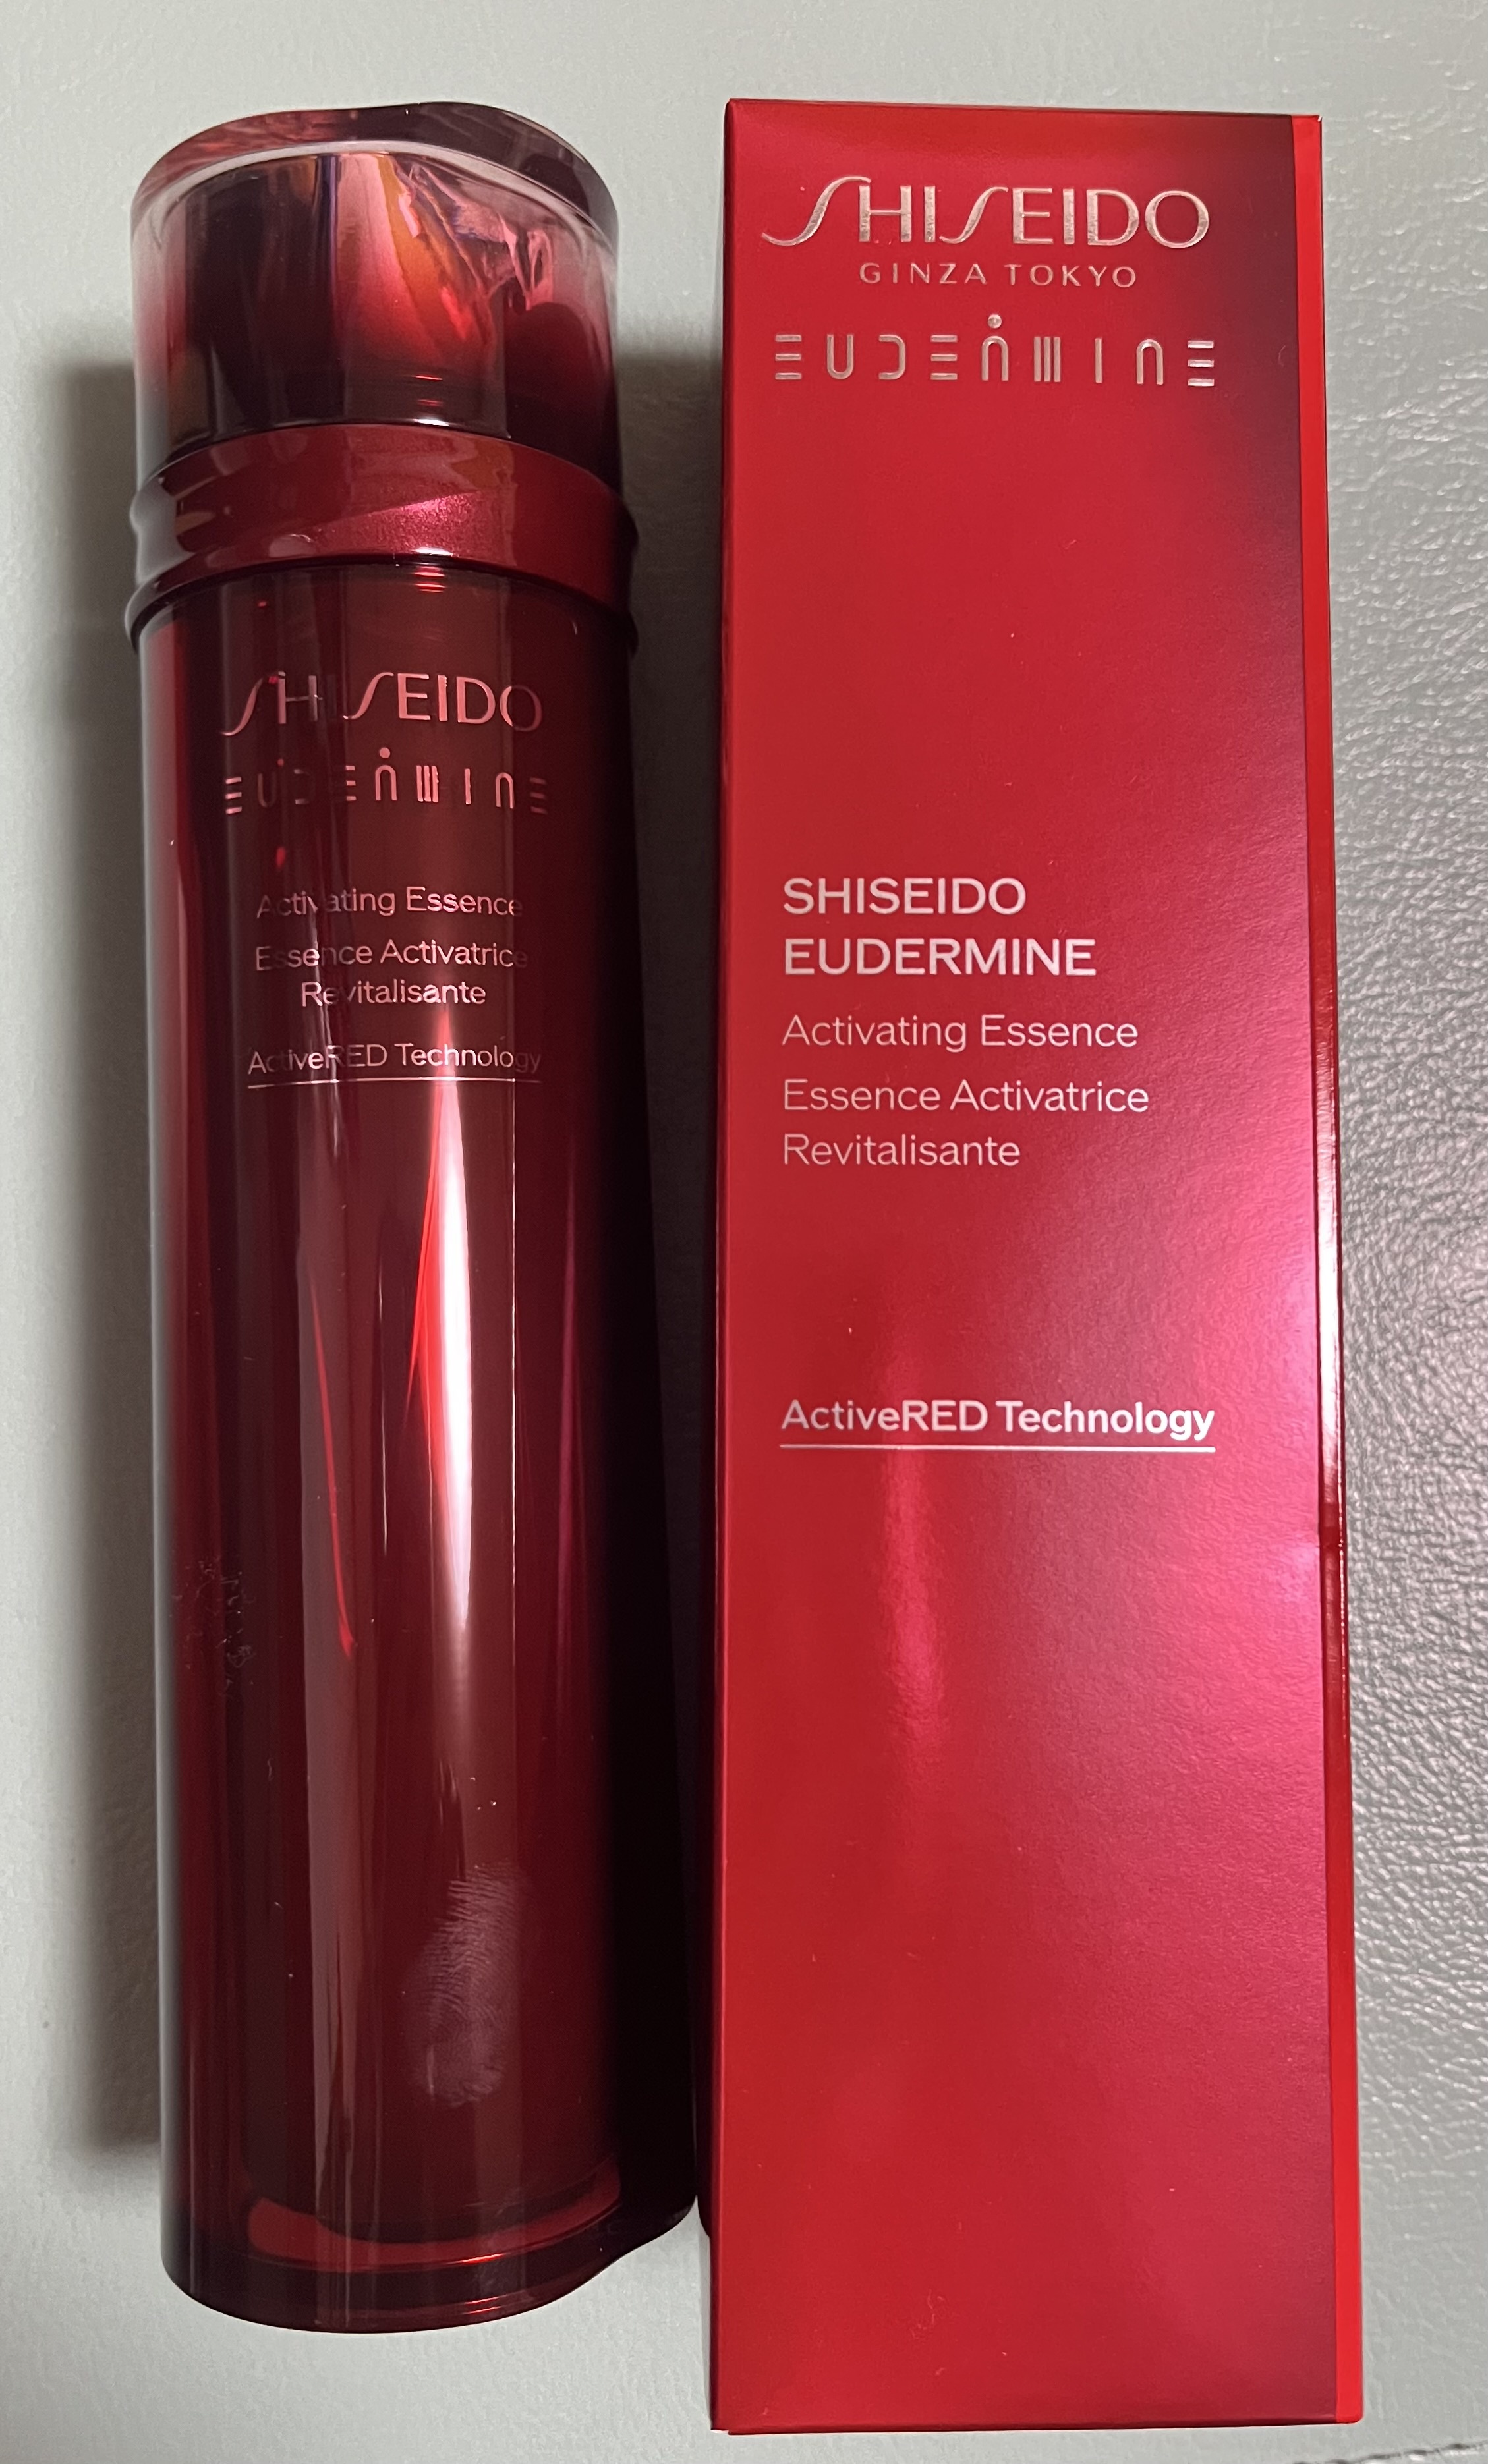 SHISEIDO
EUDERMINE
Activating Essence
Essence Activatrice
Revitalisante
ActiveRED Technology
SHISEIDO
GINZA TOKYO
EUDERMINE
SHISEIDO
EUDERMINE
Activating Essence
Essence Activatrice
Revitalisante
ActiveRED Technology